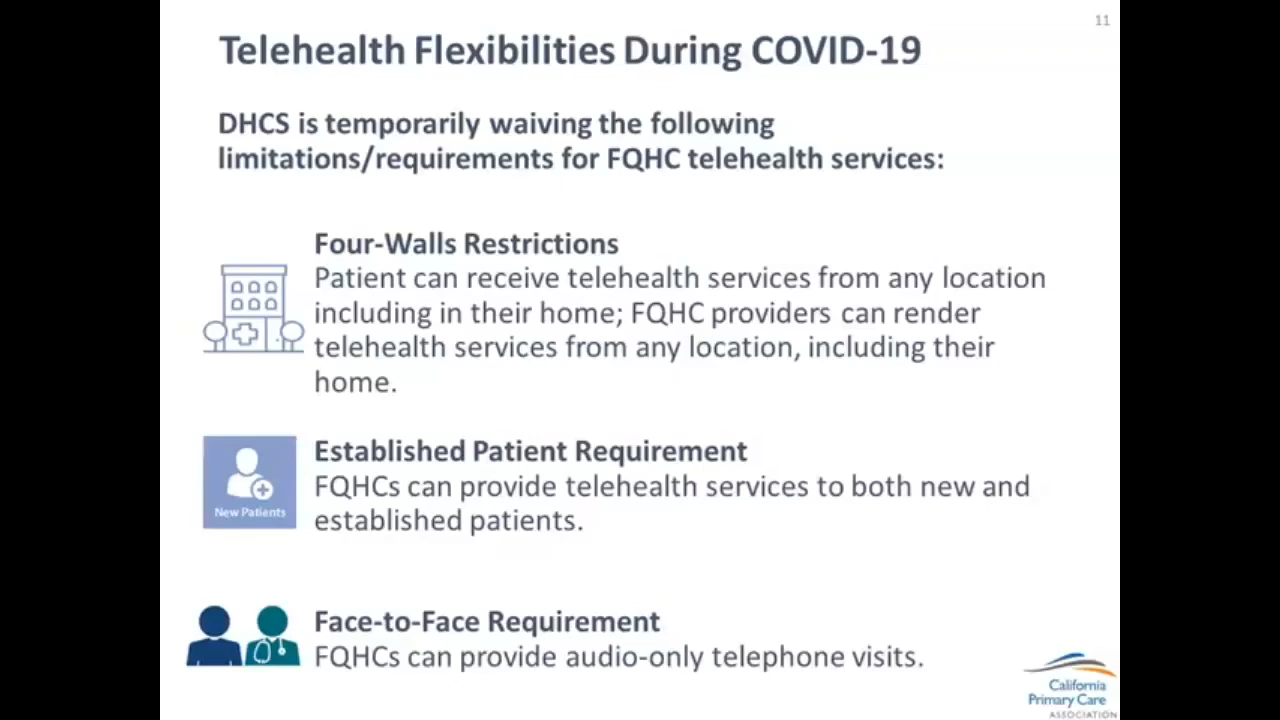 11
Telehealth Flexibilities During COVID-19
DHCS is temporarily waiving the following
limitations/requirements for FQHC telehealth services:
Four-Walls Restrictions
Patient can receive telehealth services from any location
including in their home; FQHC providers can render
telehealth services from any location, including their
home.
Established Patient Requirement
FQHCs can provide telehealth services to both new and
established patients.
New Patients
Face-to-Face Requirement
FQHCs can provide audio-only telephone visits.
California
Primary Care
ASSOCIATION